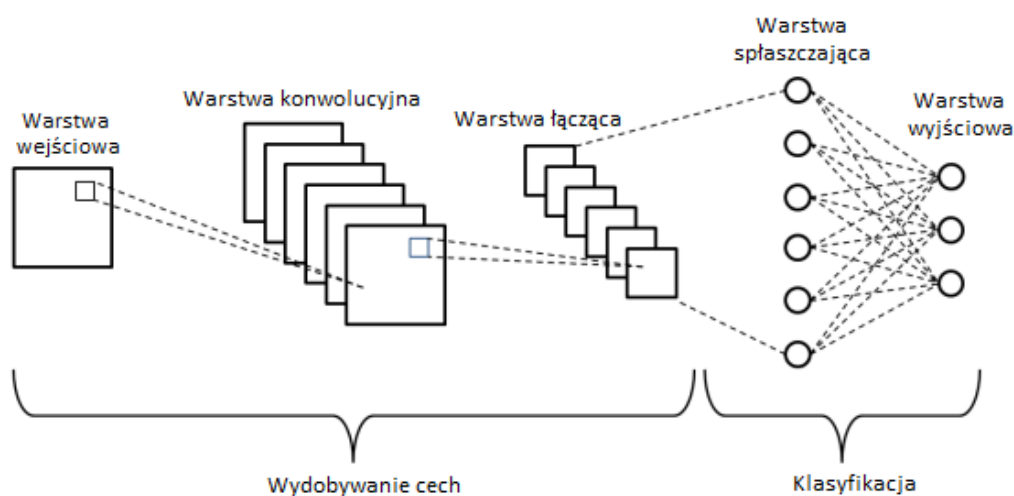 Warstwa
wejściowa
Warstwa konwolucyjna
Warstwa łącząca
Warstwa
spłaszczająca
Warstwa
wyjściowa
Wydobywanie cech
Klasyfikacja